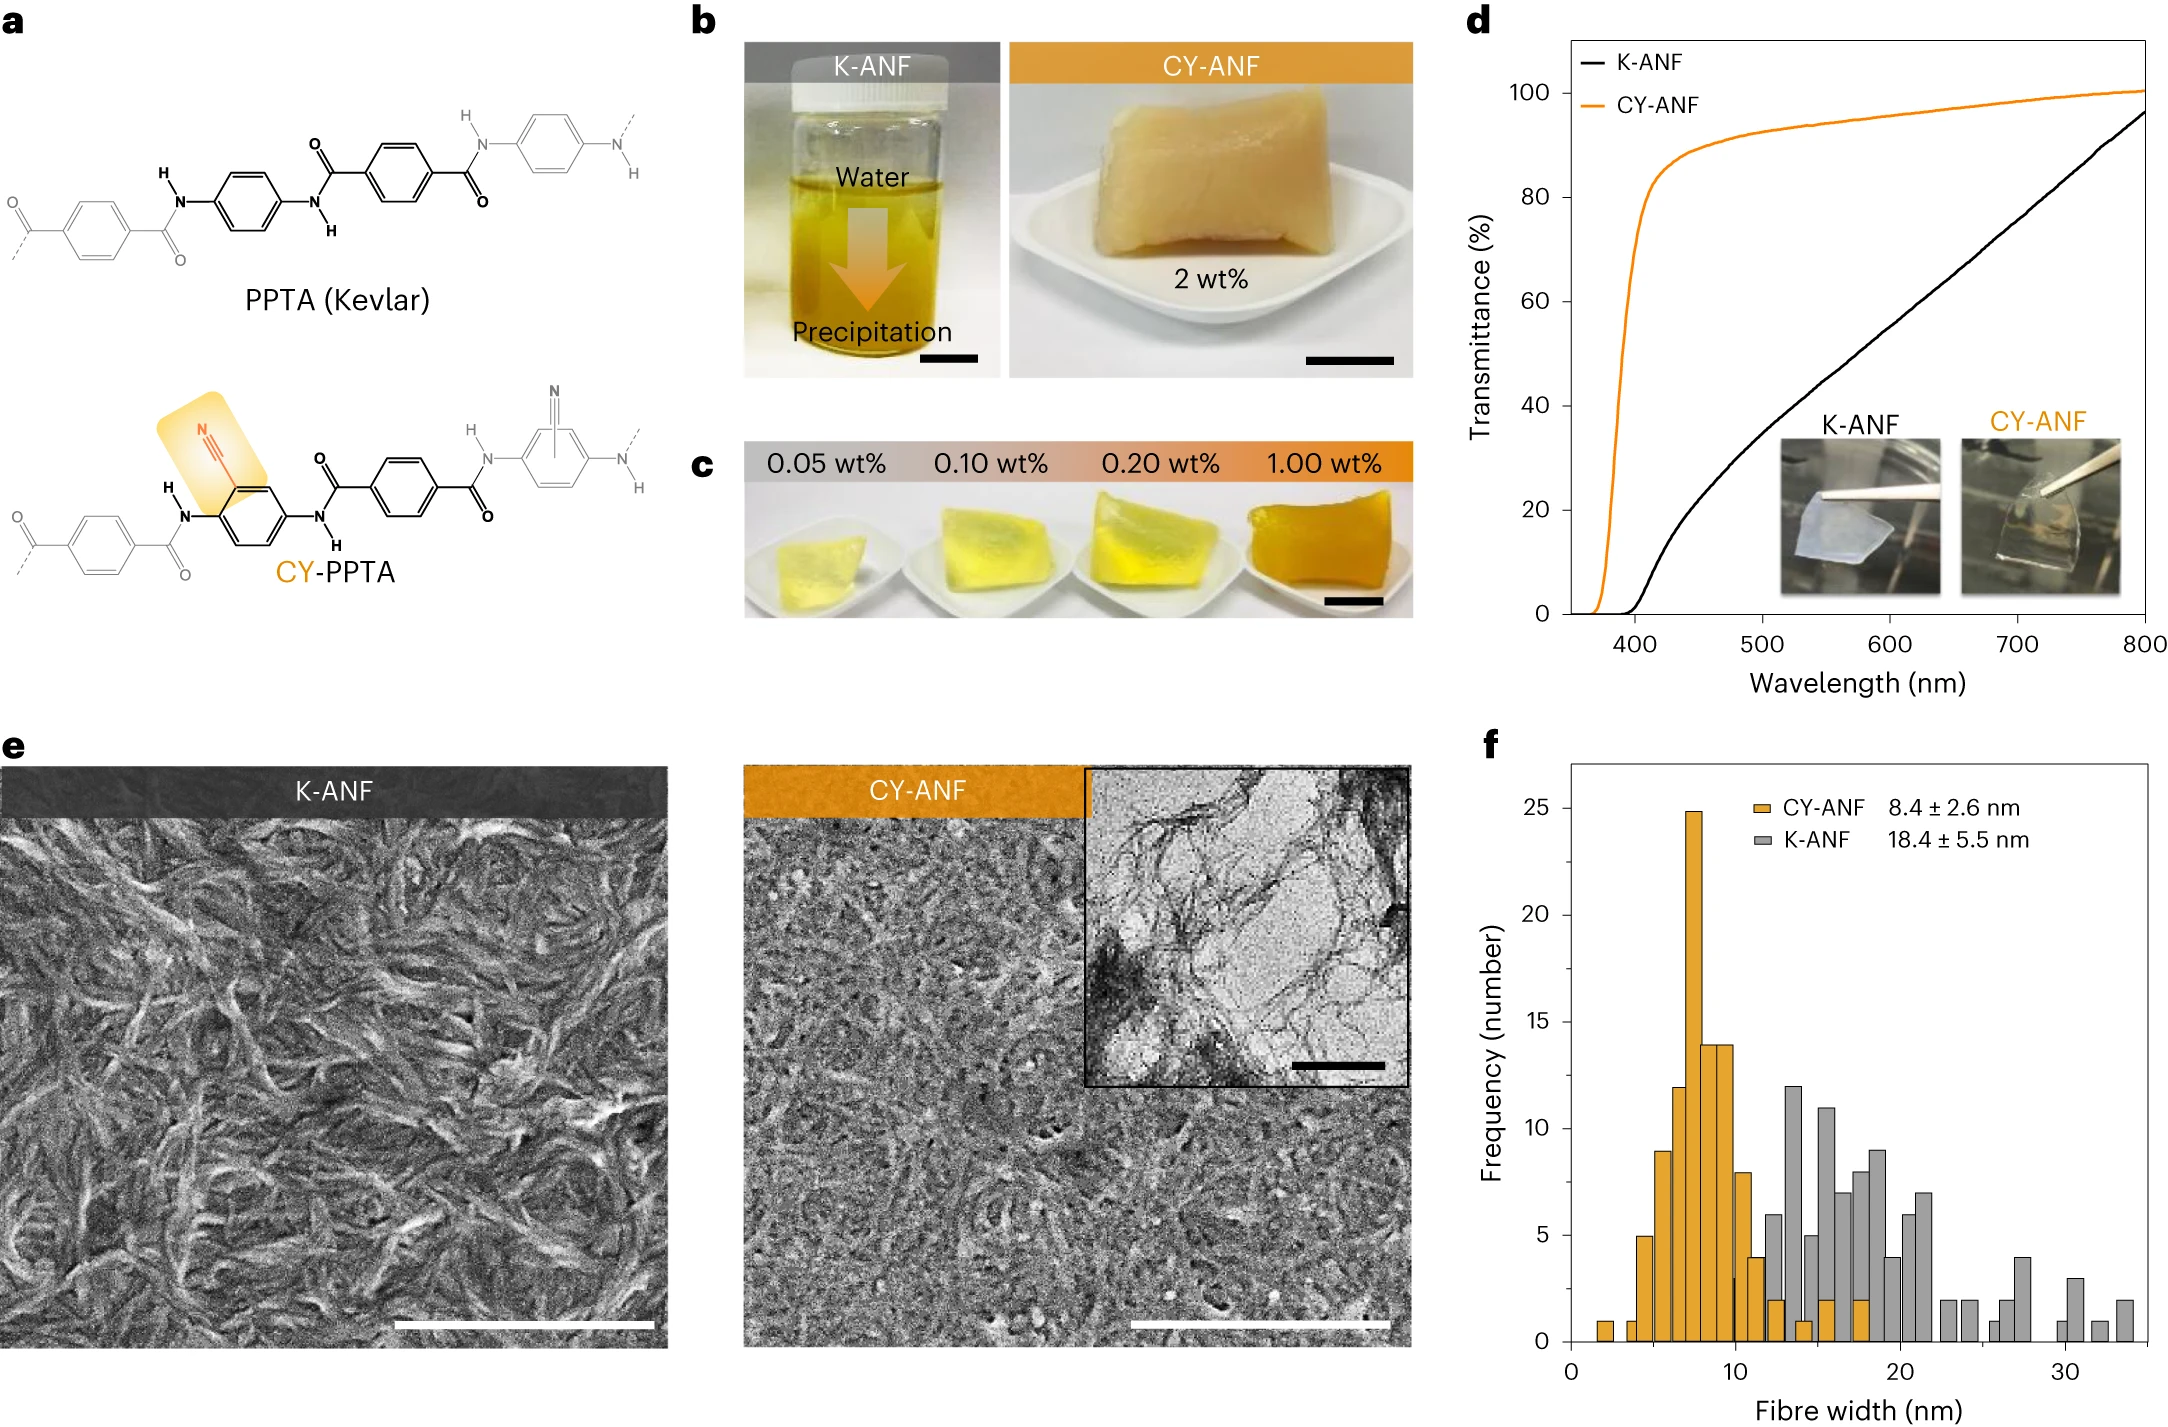 a
H
N
O
N
H
O
H
N
O
N
H
O
O
N
H
PPTA (Kevlar)
N
N
H
O
N
H
O
H
N
O
N
H
O
O
N
H
CY-PPTA
b
K-ANF
Water
Precipitation
CY-ANF
2 wt%
c
0.05 wt%
0.10 wt%
0.20 wt%
1.00 wt%
d
K-ANF
CY-ANF
Transmittance (%)
100
80
60
40
20
0
K-ANF
CY-ANF
400
500
600
700
800
Wavelength (nm)
e
K-ANF
CY-ANF
f
CY-ANF 8.4 ± 2.6 nm
K-ANF 18.4 ± 5.5 nm
Frequency (number)
25
20
15
10
5
0
0
10
20
30
Fibre width (nm)